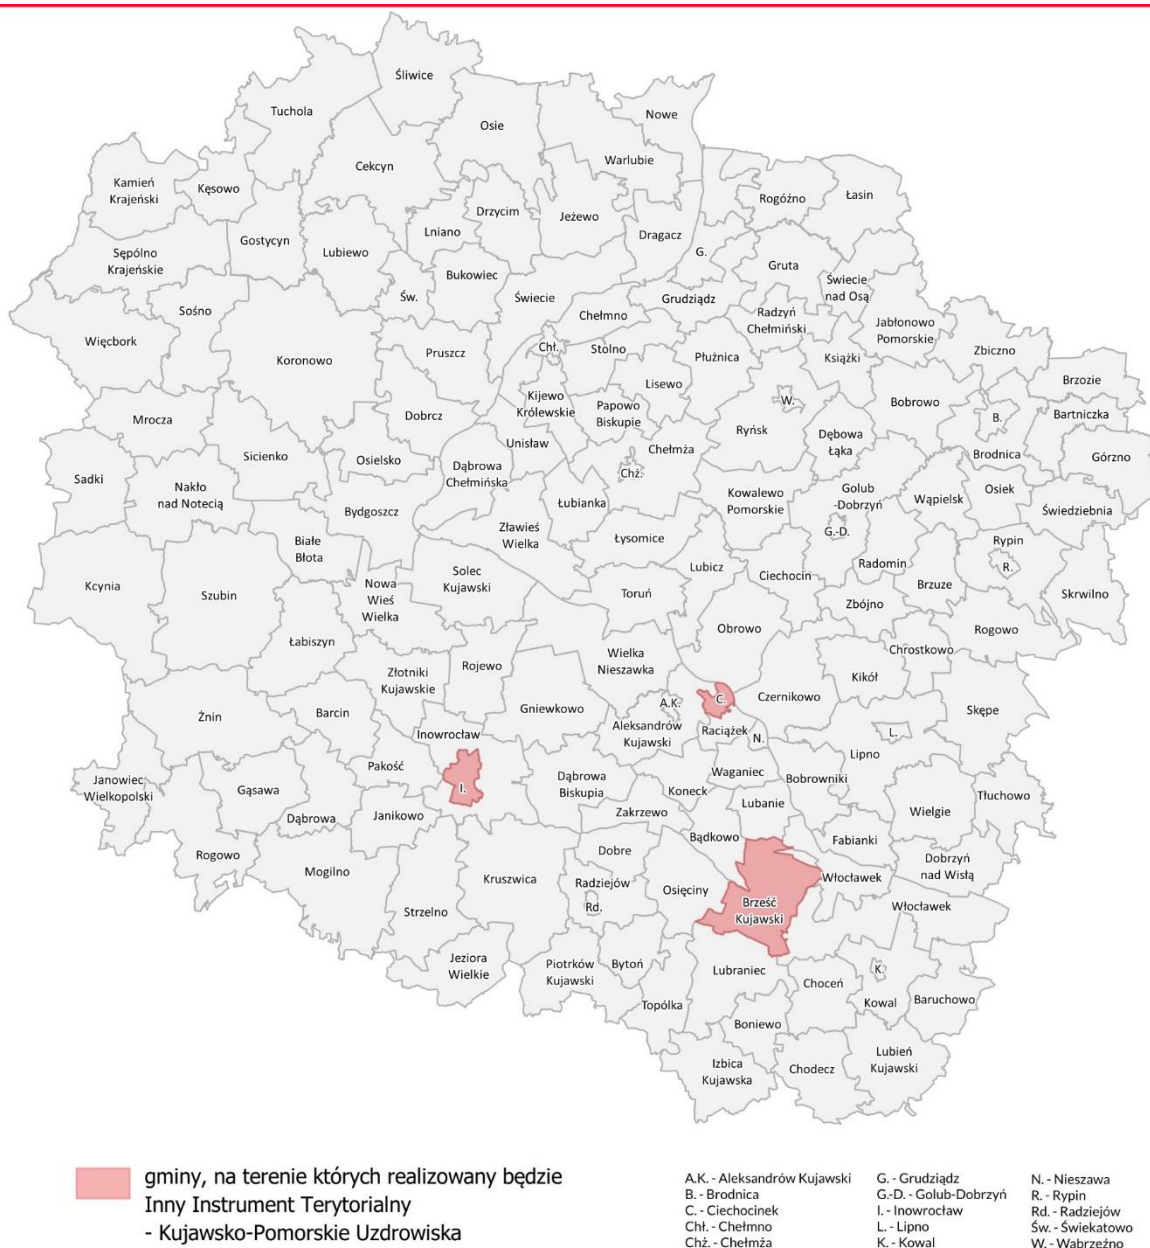 Śliwice
Tuchola
Nowe
Osie
Warlubie
Cekcyn
Kamień
Krajeński
Kęsowo
Rogóźno
Łasin
Drzycim
Jeżewo
Lniano
Dragacz
Gostycyn
Lubiewo
Sępólno
Krajeńskie
G.
Gruta
Bukowiec
Świecie
nad Osą
Św.
Świecie
Grudziądz
Sośno
Chełmno
Radzyń
Chełmiński
Jabłonowo
Pomorskie
Więcbork
Koronowo
Pruszcz
Chł.
Stolno
Płużnica
Książki
Zbiczno
Brzozie
Lisewo
Kijewo
Królewskie
Papowo
Biskupie
W.
Bobrowo
Mrocza
Dobrcz
B.
Bartniczka
Ryńsk
Dębowa
Łąka
Unisław
Chełmża
Sicienko
Osielsko
Brodnica
Górzno
Dąbrowa
Chełmińska
Chż.
Sadki
Nakło
nad Notecią
Golub
-Dobrzyń
Osiek
Wąpielsk
Kowalewo
Pomorskie
Łubianka
Bydgoszcz
Świedziebnia
Zławieś
Wielka
G.-D.
Białe
Błota
Łysomice
Rypin
Radomin
R.
Lubicz
Ciechocin
Kcynia
Szubin
Nowa
Wieś
Wielka
Solec
Kujawski
Toruń
Brzuze
Skrwilno
Zbójno
Łabiszyn
Obrowo
Rogowo
Wielka
Nieszawka
Chrostkowo
Złotniki
Kujawskie
Rojewo
Kikół
C.
Czernikowo
A.K.
Gniewkowo
Żnin
Barcin
Skępe
Aleksandrów
Kujawski
Raciążek
N.
L.
Inowrocław
Lipno
Pakość
Waganiec
Bobrowniki
Janowiec
Wielkopolski
Gąsawa
I.
Dąbrowa
Biskupia
Koneck
Tłuchowo
Lubanie
Wielgie
Dąbrowa
Janikowo
Zakrzewo
Bądkowo
Fabianki
Rogowo
Dobre
Dobrzyń
nad Wisłą
Mogilno
Kruszwica
Radziejów
Osięciny
Włocławek
Rd.
Brześć
Kujawski
Włocławek
Strzelno
Jeziora
Wielkie
Piotrków
Kujawski
Bytoń
Lubraniec
K.
Choceń
Kowal
Baruchowo
Topólka
Boniewo
Izbica
Kujawska
Chodecz
Lubień
Kujawski
gminy, na terenie których realizowany będzie
Inny Instrument Terytorialny
- Kujawsko-Pomorskie Uzdrowiska
A.K. - Aleksandrów Kujawski
B. - Brodnica
C. - Ciechocinek
Chł. - Chełmno
Chż. - Chełmża
G. - Grudziądz
G.-D. - Golub-Dobrzyń
I. - Inowrocław
L. - Lipno
K. - Kowal
N. - Nieszawa
R. - Rypin
Rd. - Radziejów
Św. - Świekatowo
W. - Wąbrzeźno